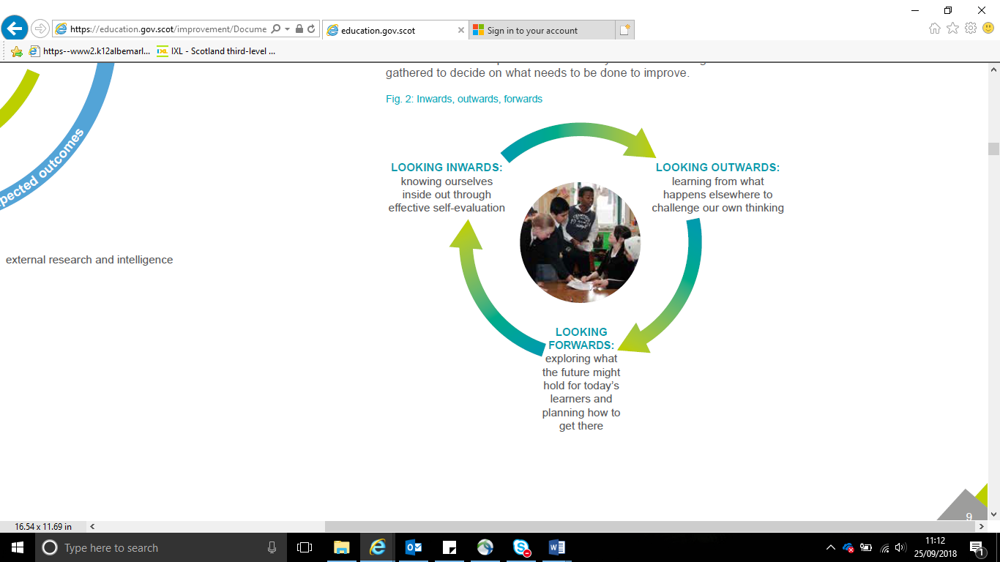 https://education.gov.scot/improvement/Docume
education.gov.scot
Sign in to your account
https--www2.k12albemarl...
IXL - Scotland third-level ...
gathered to decide on what needs to be done to improve.
Fig. 2: Inwards, outwards, forwards
pected outcomes
external research and intelligence
LOOKING INWARDS:
knowing ourselves
inside out through
effective self-evaluation
LOOKING OUTWARDS:
learning from what
happens elsewhere to
challenge our own thinking
LOOKING
FORWARDS:
exploring what
the future might
hold for today's
learners and
planning how to
get there
9
16.54 x 11.69 in
Type here to search
11:12
25/09/2018
1